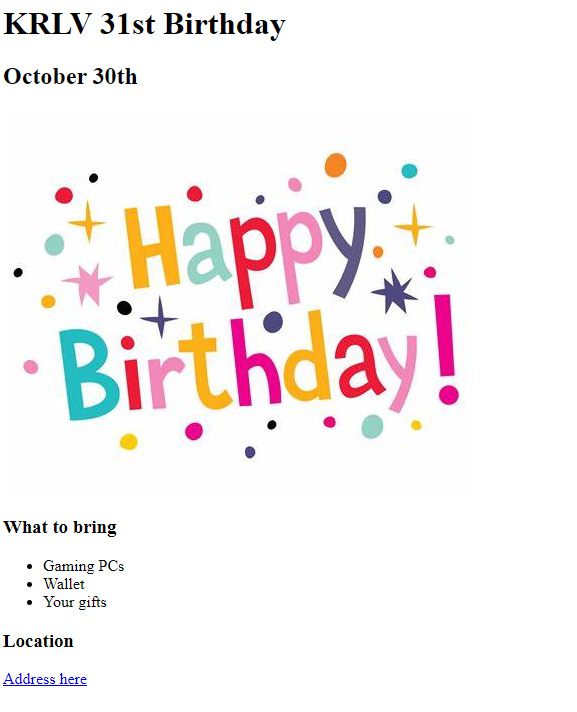 KRLV 31st Birthday
October 30th
Happy
Birthday!
What to bring
Gaming PCs
Wallet
Your gifts
Location
Address here